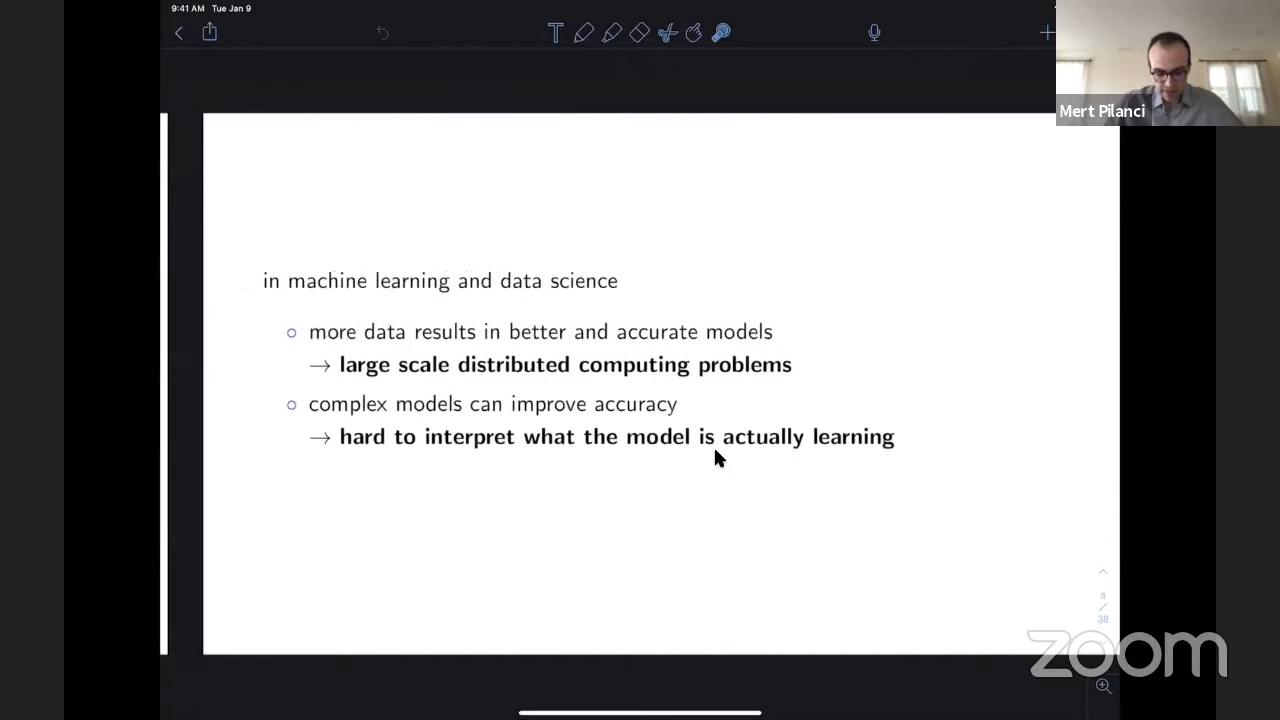 9:41 AM Tue Jan 9
T
Mert Pilanci
in machine learning and data science
○ more data results in better and accurate models
→ large scale distributed computing problems
○ complex models can improve accuracy
→ hard to interpret what the model is actually learning
/
38
zoom